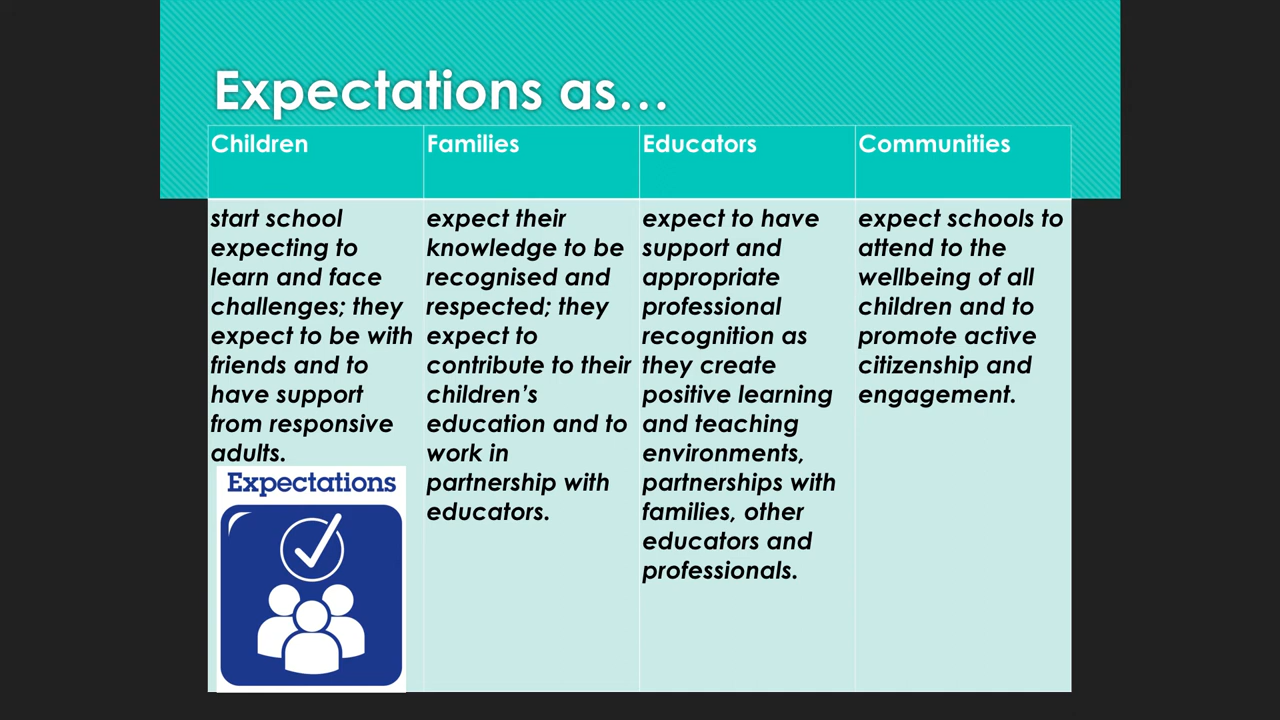 Expectations as...
Children
Families
Educators
Communities
start school
expecting to
learn and face
challenges; they
expect to be with
friends and to
have support
from responsive
adults.
expect their
knowledge to be
recognised and
respected; they
expect to
contribute to their
children’s
education and to
work in
partnership with
educators.
expect to have
support and
appropriate
professional
recognition as
they create
positive learning
and teaching
environments,
partnerships with
families, other
educators and
professionals.
expect schools to
attend to the
wellbeing of all
children and to
promote active
citizenship and
engagement.
Expectations